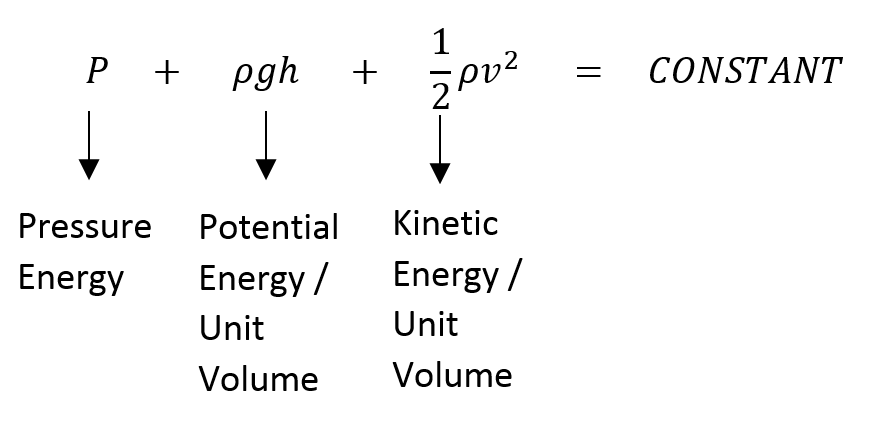 P + ρgh + 1/2 ρv² = CONSTANT
Pressure
Energy
Potential
Energy /
Unit
Volume
Kinetic
Energy /
Unit
Volume